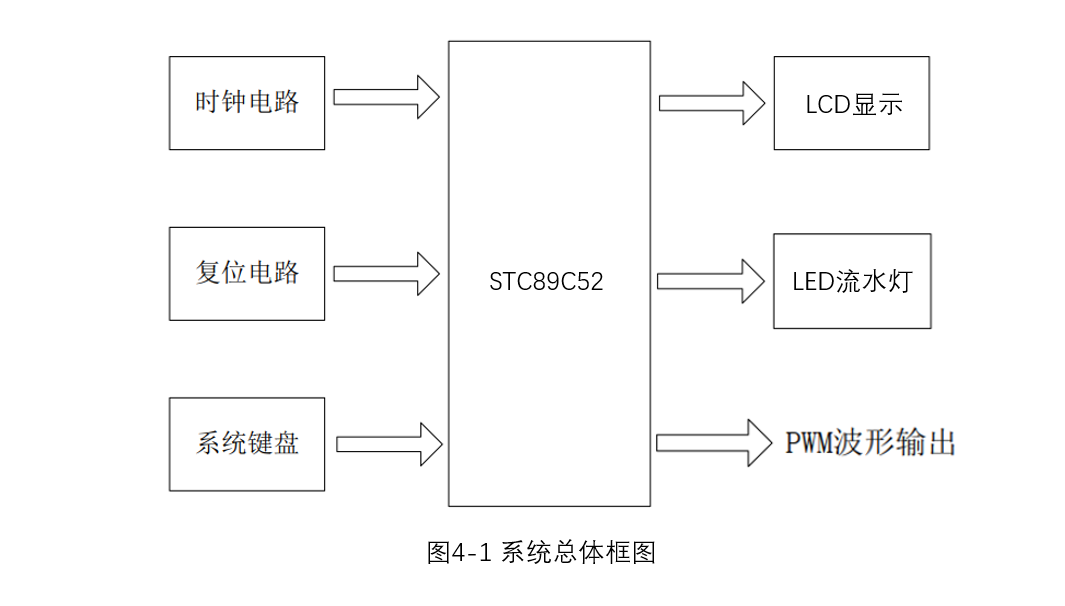 时钟电路
LCD显示
复位电路
STC89C52
LED流水灯
系统键盘
PWM波形输出
图4-1 系统总体框图